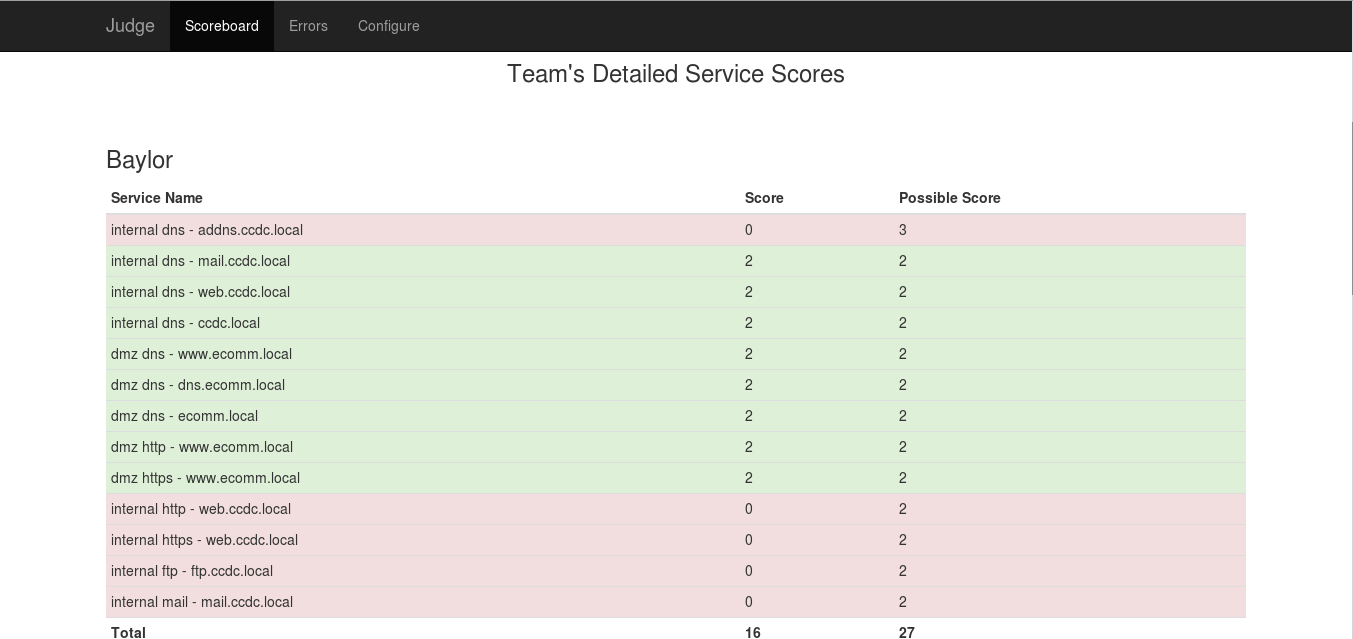 Judge Scoreboard Errors Configure
Team's Detailed Service Scores
Baylor
Service Name Score Possible Score
internal dns - addns.ccdc.local 0 3
internal dns - mail.ccdc.local 2 2
internal dns - web.ccdc.local 2 2
internal dns - ccdc.local 2 2
dmz dns - www.ecomm.local 2 2
dmz dns - dns.ecomm.local 2 2
dmz dns - ecomm.local 2 2
dmz http - www.ecomm.local 2 2
dmz https - www.ecomm.local 2 2
internal http - web.ccdc.local 0 2
internal https - web.ccdc.local 0 2
internal ftp - ftp.ccdc.local 0 2
internal mail - mail.ccdc.local 0 2
Total 16 27